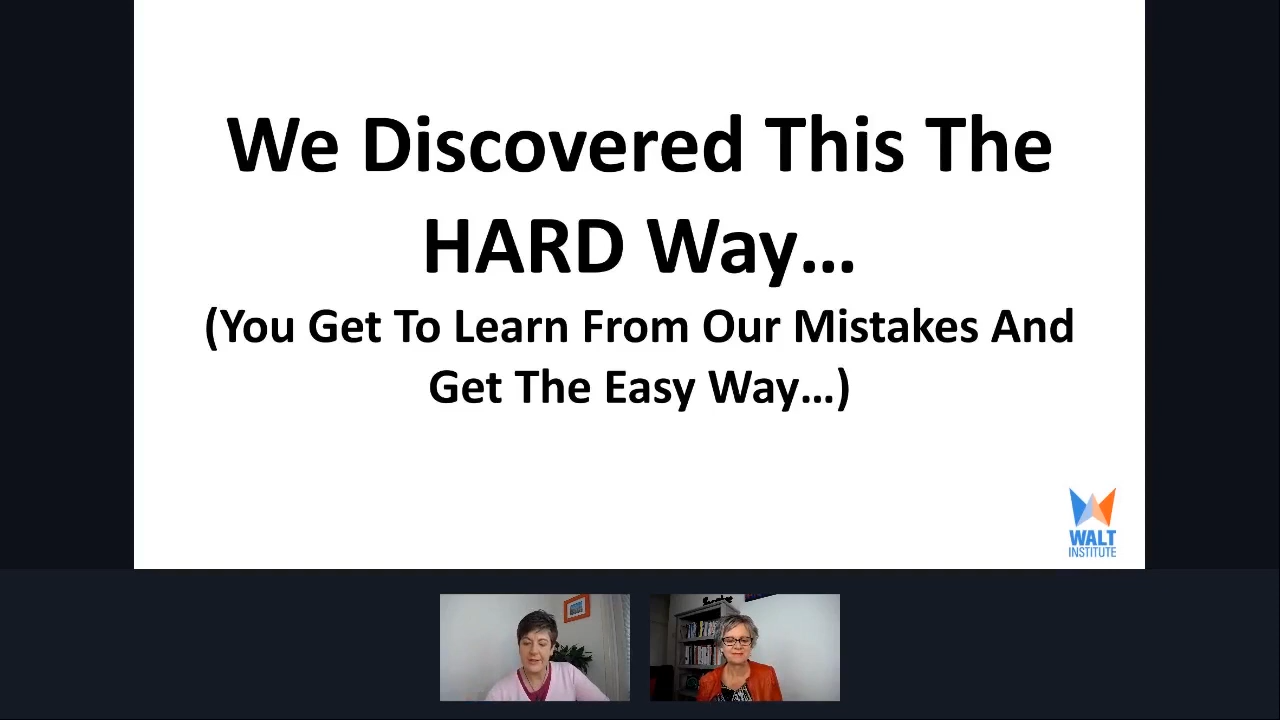 We Discovered This The
HARD Way...
(You Get To Learn From Our Mistakes And
Get The Easy Way...)
WALT
INSTITUTE